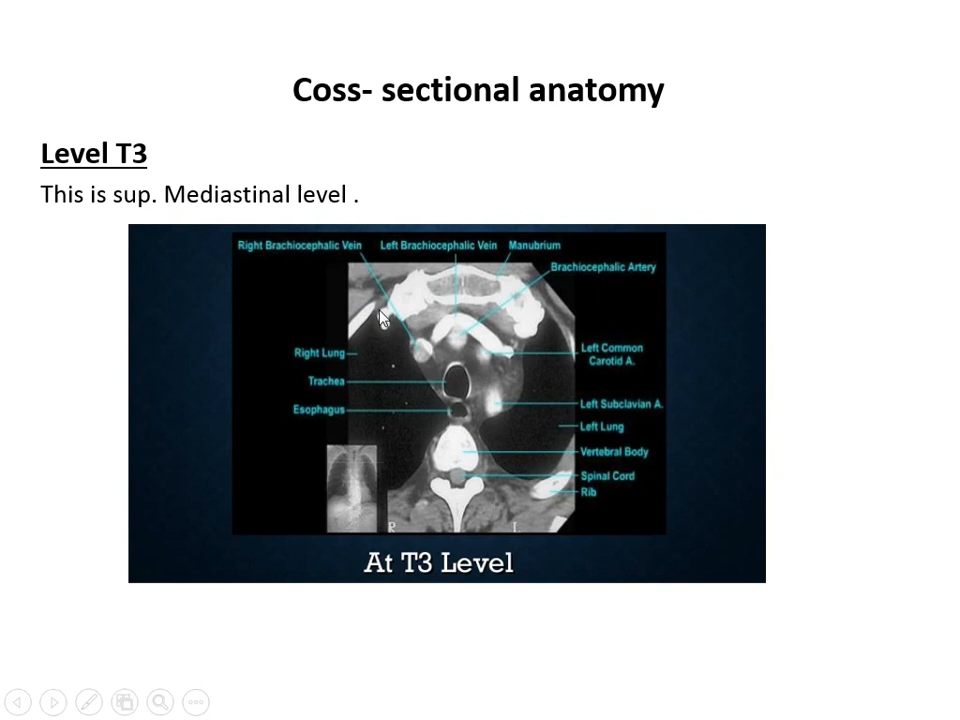 Coss- sectional anatomy
Level T3
This is sup. Mediastinal level .
Right Brachiocephalic Vein
Left Brachiocephalic Vein
Manubrium
Brachiocephalic Artery
Right Lung
Left Common
Carotid A.
Trachea
Esophagus
Left Subclavian A.
Left Lung
Vertebral Body
Spinal Cord
Rib
R
L
At T3 Level